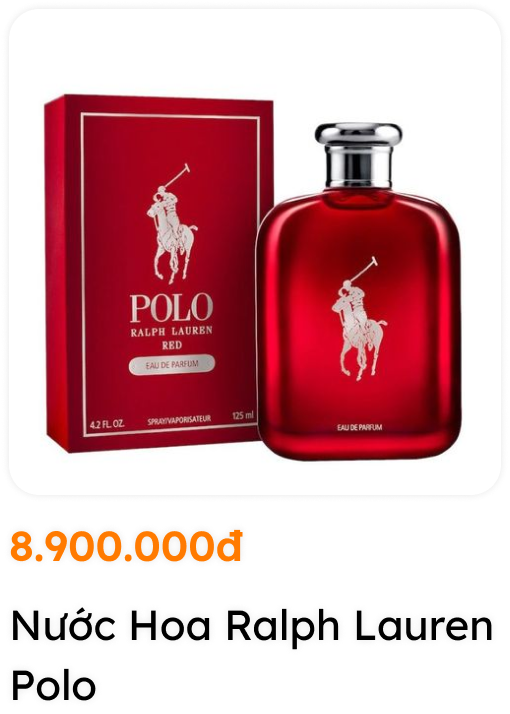 POLO
RALPH LAUREN
RED
EAU DE PARFUM
4.2 FL. OZ. SPRAY/VAPORISATEUR 125 ml
EAU DE PARFUM
8.900.000đ
Nước Hoa Ralph Lauren
Polo